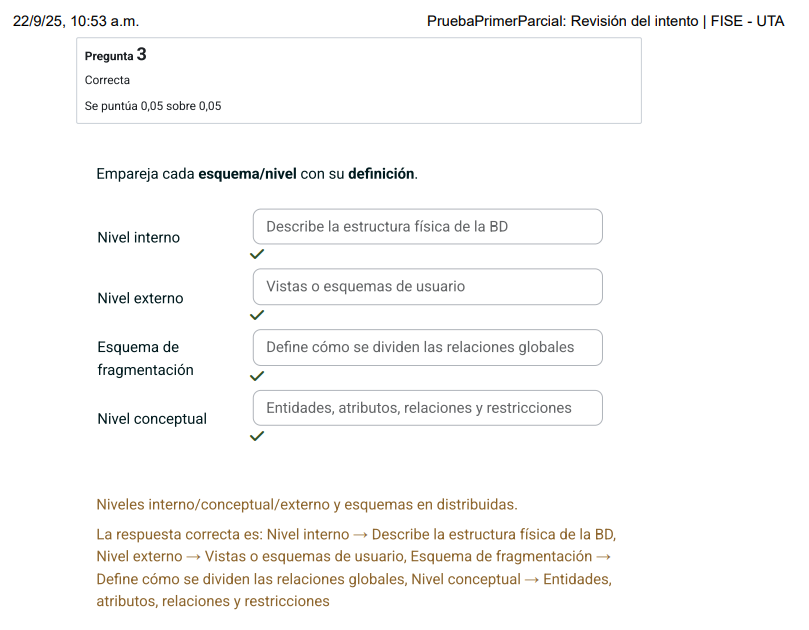 22/9/25, 10:53 a.m. PruebaPrimerParcial: Revisión del intento | FISE - UTA
Pregunta 3
Correcta
Se puntúa 0,05 sobre 0,05
Empareja cada esquema/nivel con su definición.
Nivel interno
Describe la estructura física de la BD
Nivel externo
Vistas o esquemas de usuario
Esquema de
fragmentación
Define cómo se dividen las relaciones globales
Nivel conceptual
Entidades, atributos, relaciones y restricciones
Niveles interno/conceptual/externo y esquemas en distribuidas.
La respuesta correcta es: Nivel interno → Describe la estructura física de la BD,
Nivel externo → Vistas o esquemas de usuario, Esquema de fragmentación →
Define cómo se dividen las relaciones globales, Nivel conceptual → Entidades,
atributos, relaciones y restricciones